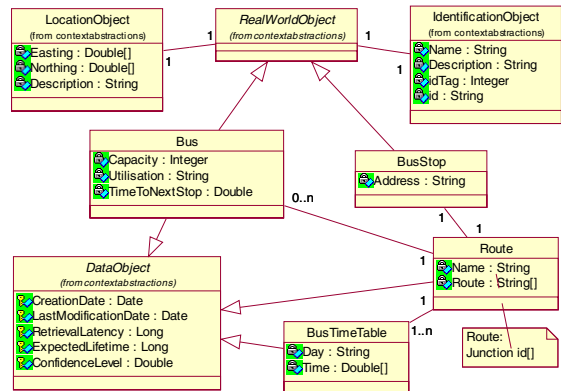 LocationObject
(from contextabstractions)
Easting : Double[]
Northing : Double[]
Description : String
1
1
RealWorldObject
(from contextabstractions)
1
1
IdentificationObject
(from contextabstractions)
Name : String
Description : String
idTag : Integer
id : String
Bus
Capacity : Integer
Utilisation : String
TimeToNextStop : Double
BusStop
Address : String
0..n
1
1
1
Route
Name : String
Route : String[]
DataObject
(from contextabstractions)
CreationDate : Date
LastModificationDate : Date
RetrievalLatency : Long
ExpectedLifetime : Long
ConfidenceLevel : Double
1
1..n
BusTimeTable
Day : String
Time : Double[]
Route:
Junction id[]